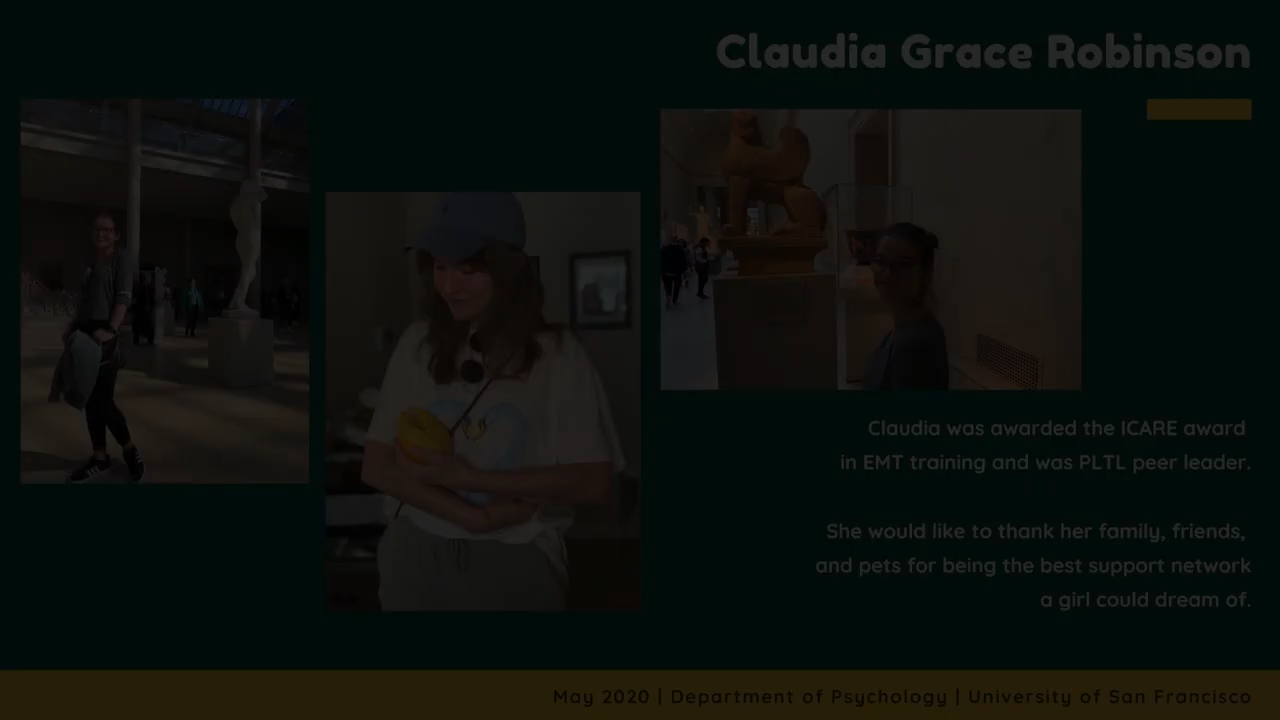 Claudia Grace Robinson
Claudia was awarded the ICARE award
in EMT training and was PLTL peer leader.
She would like to thank her family, friends,
and pets for being the best support network
a girl could dream of.
May 2020 | Department of Psychology | University of San Francisco